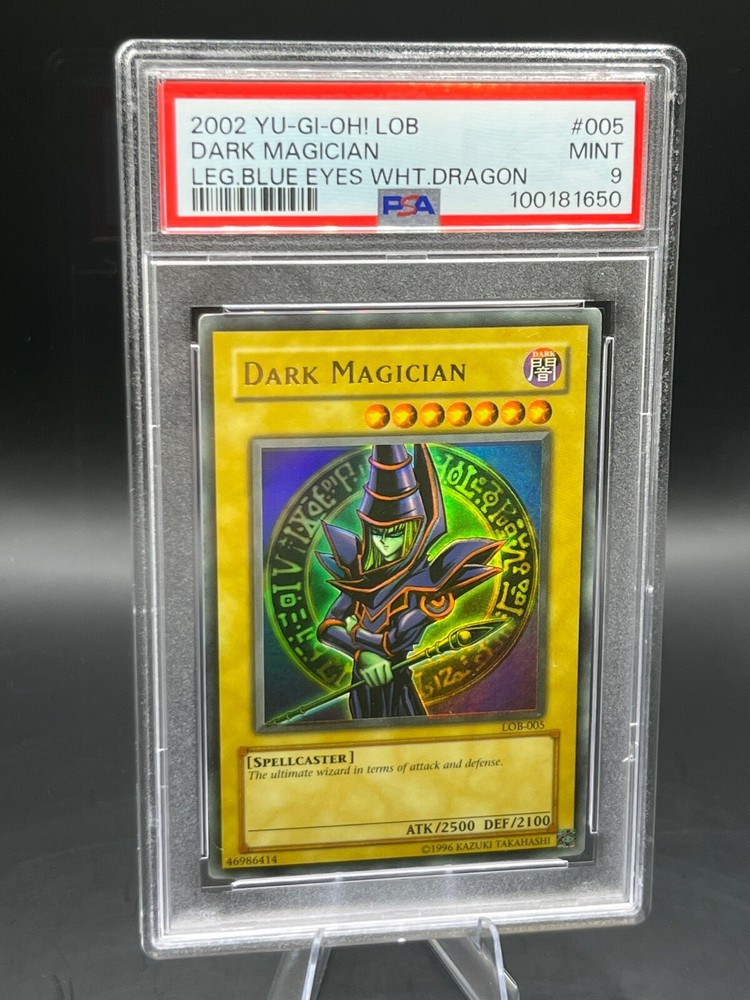 2002 YU-GI-OH! LOB #005
DARK MAGICIAN MINT
LEG.BLUE EYES WHT.DRAGON 9
PSA 100181650
DARK MAGICIAN
DARK
闇
LOB-005
[SPELLCASTER]
The ultimate wizard in terms of attack and defense.
ATK/2500 DEF/2100
46986414 ©1996 KAZUKI TAKAHASHI